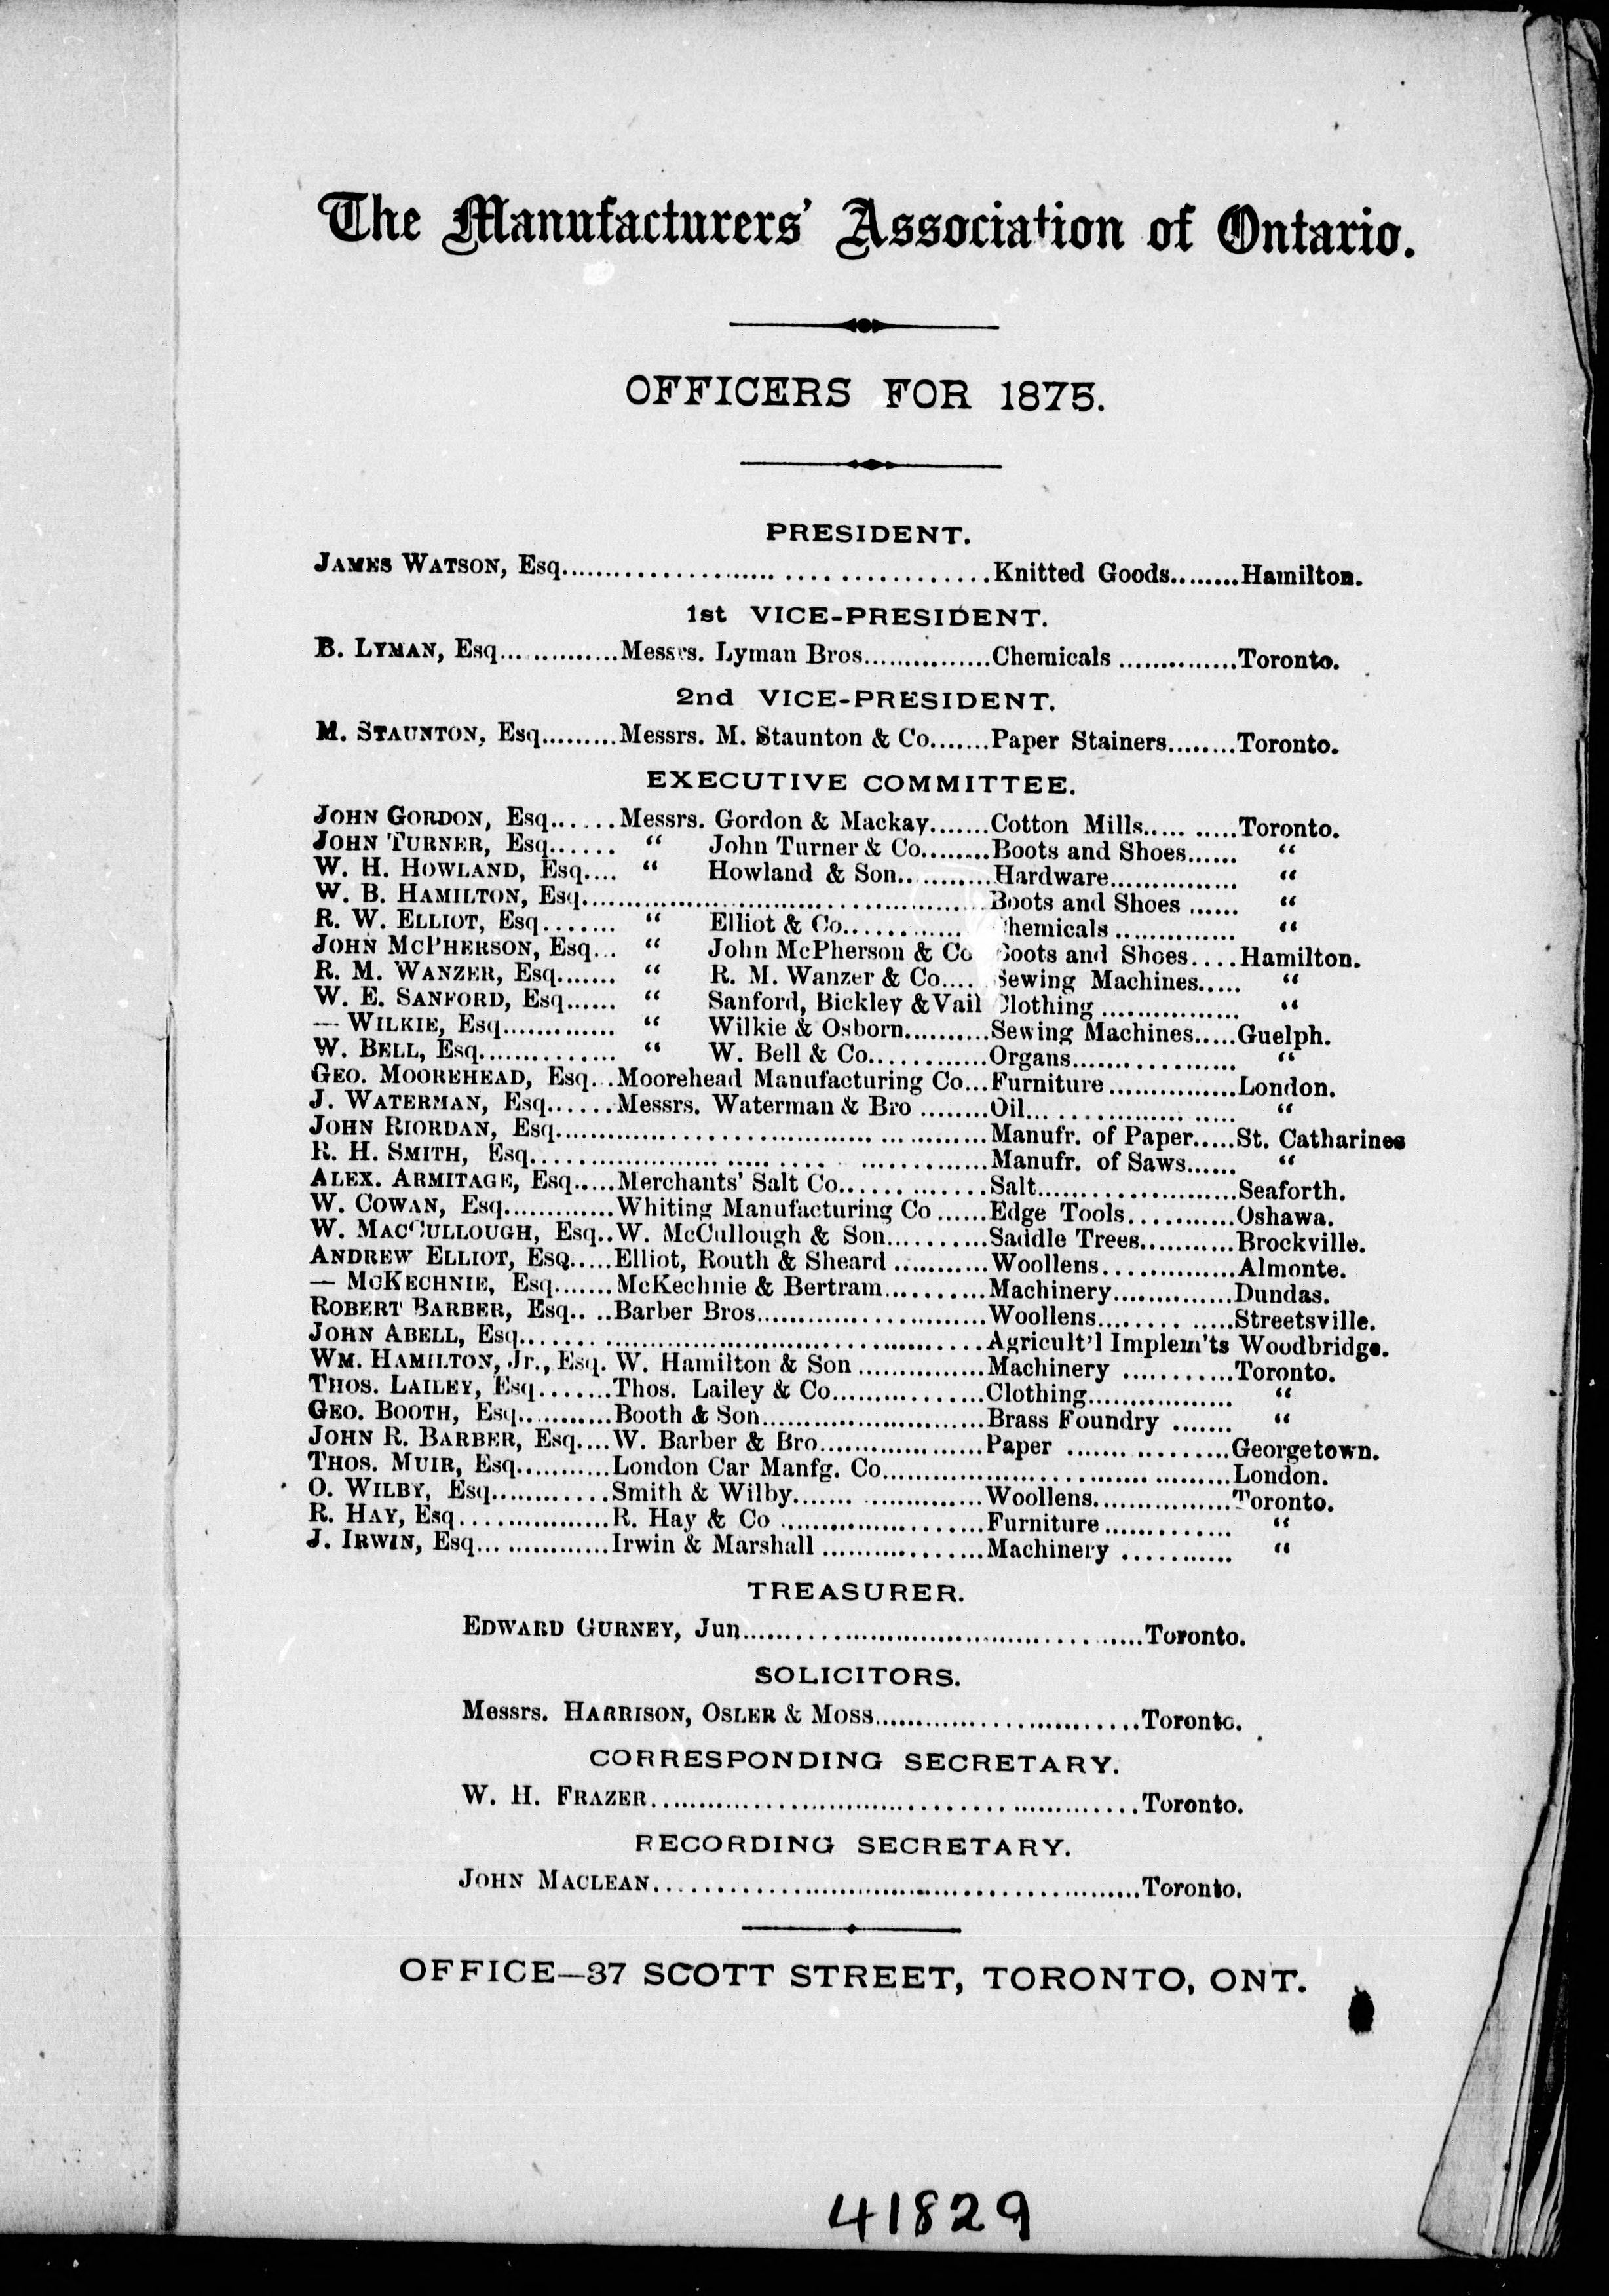 The Manufacturers' Association of Ontario.
OFFICERS FOR 1875.
PRESIDENT.
JAMES WATSON, Esq....................................Knitted Goods........Hamilton.
1st VICE-PRESIDENT.
B. LYMAN, Esq..............Messrs. Lyman Bros...............Chemicals ..............Toronto.
2nd VICE-PRESIDENT.
M. STAUNTON, Esq.........Messrs. M. Staunton & Co.......Paper Stainers........Toronto.
EXECUTIVE COMMITTEE.
JOHN GORDON, Esq......Messrs. Gordon & Mackay.......Cotton Mills..........Toronto.
JOHN TURNER, Esq...... “ John Turner & Co........Boots and Shoes...... “
W. H. HOWLAND, Esq.... “ Howland & Son...........Hardware............... “
W. B. HAMILTON, Esq..........................................Boots and Shoes ...... “
R. W. ELLIOT, Esq........ “ Elliot & Co............ Chemicals .............. “
JOHN MCPHERSON, Esq... “ John McPherson & Co Boots and Shoes....Hamilton.
R. M. WANZER, Esq....... “ R. M. Wanzer & Co.....Sewing Machines..... “
W. E. SANFORD, Esq...... “ Sanford, Bickley & Vail Clothing ................ “
— WILKIE, Esq............. “ Wilkie & Osborn..........Sewing Machines.....Guelph.
W. BELL, Esq............... “ W. Bell & Co............Organs.................. “
GEO. MOOREHEAD, Esq...Moorehead Manufacturing Co...Furniture..............London.
J. WATERMAN, Esq......Messrs. Waterman & Bro ........Oil....................... “
JOHN RIORDAN, Esq.............................................Manufr. of Paper.....St. Catharines
R. H. SMITH, Esq................................................Manufr. of Saws...... “
ALEX. ARMITAGE, Esq.....Merchants' Salt Co..............Salt.......................Seaforth.
W. COWAN, Esq.............Whiting Manufacturing Co ......Edge Tools............Oshawa.
W. MACCULLOUGH, Esq..W. McCullough & Son..........Saddle Trees...........Brockville.
ANDREW ELLIOT, ESQ.....Elliot, Routh & Sheard ...........Woollens...............Almonte.
— MCKECHNIE, Esq.......McKechnie & Bertram..........Machinery..............Dundas.
ROBERT BARBER, Esq.. ..Barber Bros..........................Woollens..............Streetsville.
JOHN ABELL, Esq..................................................Agricult'l Implem'ts Woodbridge.
WM. HAMILTON, Jr., Esq. W. Hamilton & Son ...............Machinery ...........Toronto.
THOS. LAILEY, Esq.......Thos. Lailey & Co.................Clothing................. “
GEO. BOOTH, Esq...........Booth & Son.........................Brass Foundry ....... “
JOHN R. BARBER, Esq....W. Barber & Bro..................Paper ..................Georgetown.
THOS. MUIR, Esq...........London Car Manfg. Co.......................................London.
O. WILBY, Esq............Smith & Wilby.....................Woollens................Toronto.
R. HAY, Esq................R. Hay & Co .......................Furniture.............. “
J. IRWIN, Esq...............Irwin & Marshall ..................Machinery ............ “
TREASURER.
EDWARD GURNEY, Jun.............................................Toronto.
SOLICITORS.
Messrs. HARRISON, OSLER & MOSS..............................Toronto.
CORRESPONDING SECRETARY.
W. H. FRAZER......................................................Toronto.
RECORDING SECRETARY.
JOHN MACLEAN.....................................................Toronto.
OFFICE—37 SCOTT STREET, TORONTO, ONT.
41829